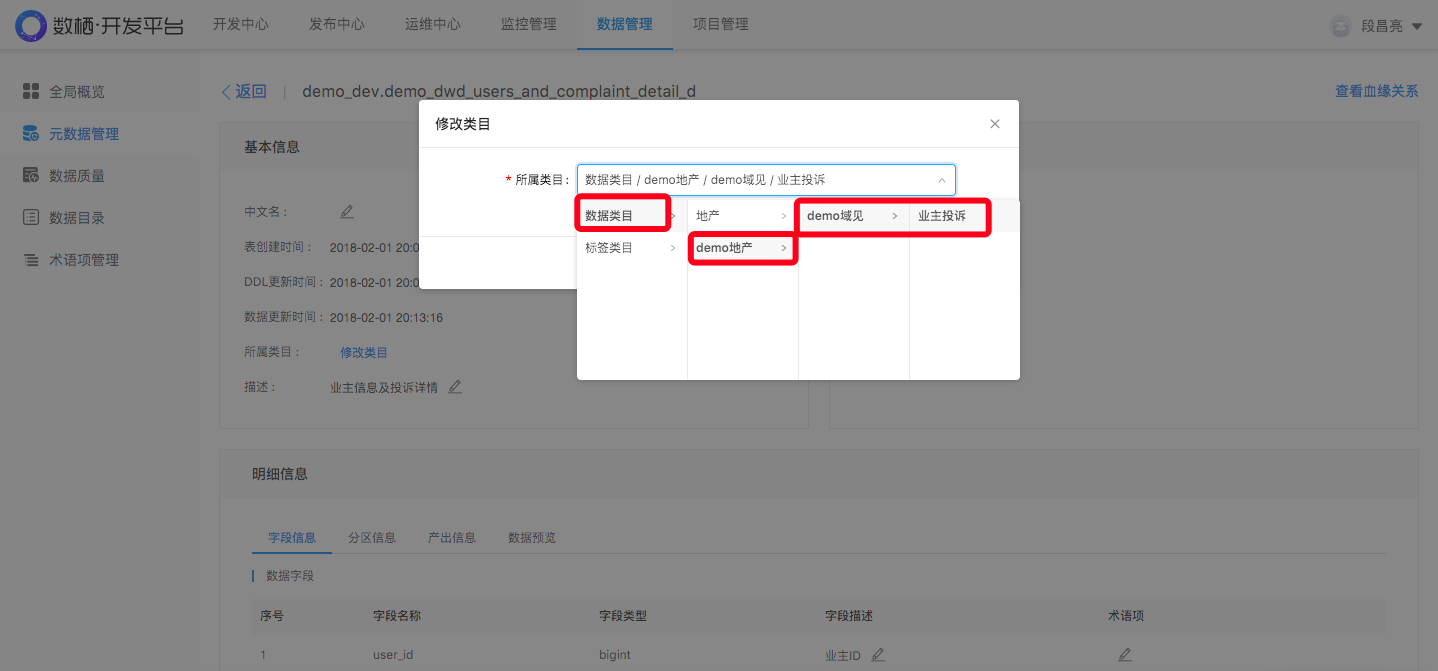 数栖·开发平台 开发中心 发布中心 运维中心 监控管理 数据管理 项目管理 段昌亮
全局概览
元数据管理
数据质量
数据目录
术语项管理
返回 | demo_dev.demo_dwd_users_and_complaint_detail_d 查看血缘关系
基本信息
中文名：
表创建时间： 2018-02-01 20:0
DDL更新时间： 2018-02-01 20:0
数据更新时间： 2018-02-01 20:13:16
所属类目： 修改类目
描述： 业主信息及投诉详情
修改类目
* 所属类目： 数据类目 / demo地产 / demo域见 / 业主投诉
数据类目 > 地产 > demo域见 > 业主投诉
标签类目 > demo地产 >
明细信息
字段信息 分区信息 产出信息 数据预览
数据字段
序号 字段名称 字段类型 字段描述 术语项
1 user_id bigint 业主ID